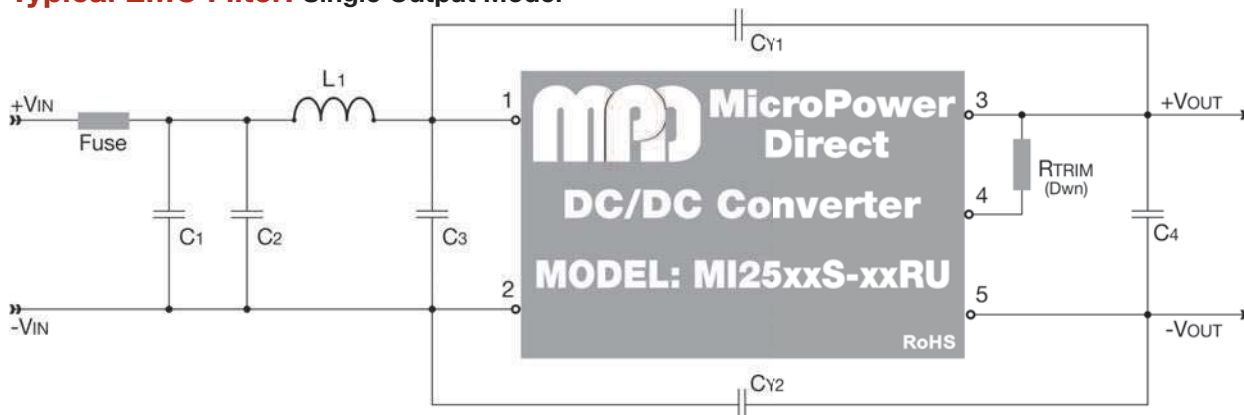 Typical EMC Filter: Single Output Model
CY1
L1
+VIN
Fuse
C1
C2
C3
1
2
MPD
MicroPower
Direct
DC/DC Converter
MODEL: MI25xxS-xxRU
RoHS
3
4
5
RTRIM
(Dwn)
+VOUT
C4
-VIN
-VOUT
CY2